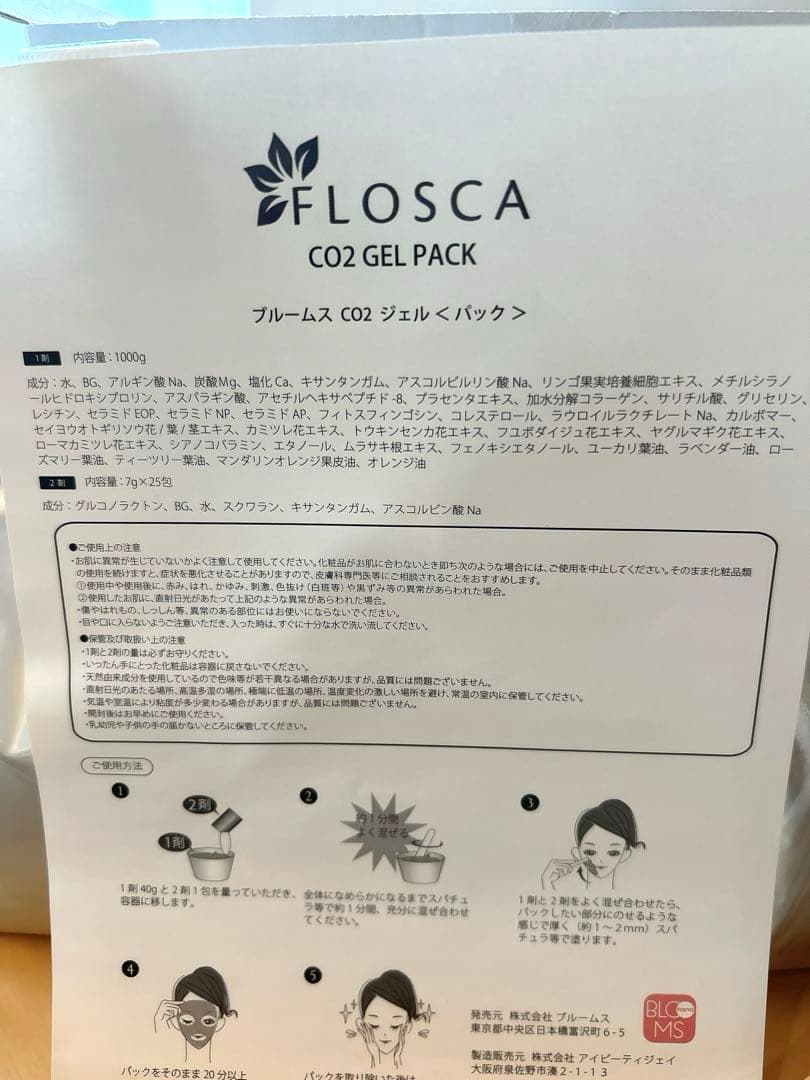 FLOSCA
CO2 GEL PACK
ブルームス CO2 ジェル＜パック＞
1剤 内容量：1000g
成分：水、BG、アルギン酸Na、炭酸Mg、塩化Ca、キサンタンガム、アスコルビルリン酸Na、リンゴ果実培養細胞エキス、メチルシラノ
ールヒドロキシプロリン、アスパラギン酸、アセチルヘキサペプチド-8、プラセンタエキス、加水分解コラーゲン、サリチル酸、グリセリン、
レシチン、セラミドEOP、セラミドNP、セラミドAP、フィトスフィンゴシン、コレステロール、ラウロイルラクチレートNa、カルボマー、
セイヨウオトギリソウ花/葉/茎エキス、カミツレ花エキス、トウキンセンカ花エキス、フユボダイジュ花エキス、ヤグルマギク花エキス、
ローマカミツレ花エキス、シアノコバラミン、エタノール、ムラサキ根エキス、フェノキシエタノール、ユーカリ葉油、ラベンダー油、ロー
ズマリー葉油、ティーツリー葉油、マンダリンオレンジ果皮油、オレンジ油
2剤 内容量：7g×25包
成分：グルコノラクトン、BG、水、スクワラン、キサンタンガム、アスコルビン酸Na
●ご使用上の注意
・お肌に異常が生じていないかよく注意して使用してください。化粧品がお肌に合わないとき即ち次のような場合には、ご使用を中止してください。そのまま化粧品類
の使用を続けますと、症状を悪化させることがありますので、皮膚科専門医等にご相談されることをおすすめします。
①使用中や使用後に、赤み、はれ、かゆみ、刺激、色抜け(白斑等)や黒ずみ等の異常があらわれた場合。
②使用したお肌に、直射日光があたって上記のような異常があらわれた場合。
・傷やはれもの、しっしん等、異常のある部位にはお使いにならないでください。
・目や口に入らないようご注意いただき、入った時は、すぐに十分な水で洗い流してください。
●保管及び取扱い上の注意
・1剤と2剤の量は必ずお守りください。
・いったん手にとった化粧品は容器に戻さないでください。
・天然由来成分を使用しているので色味等が若干異なる場合がありますが、品質には問題ございません。
・直射日光のあたる場所、高温多湿の場所、極端に低温の場所、温度変化の激しい場所を避け、常温の室内に保管してください。
・気温や室温により粘度が多少変わる場合がありますが、品質には問題ございません。
・開封後はお早めにご使用ください。
・乳幼児や子供の手の届かないところに保管してください。
ご使用方法
❶
2剤
1剤
1剤40gと2剤1包を量っていただき、
容器に移します。
❷
約1分間
よく混ぜる
全体になめらかになるまでスパチュ
ラ等で約1分間、充分に混ぜ合わせ
てください。
❸
1剤と2剤をよく混ぜ合わせたら、
パックしたい部分にのせるような
感じで厚く（約1～2mm）スパ
チュラ等で塗ります。
❹
パックをそのまま20分以上
❺
パックを取り除いた後は
発売元 株式会社 ブルームス
東京都中央区日本橋富沢町6-5
BLOOMS
TOKYO
製造販売元 株式会社 アイピーティジェイ
大阪府泉佐野市湊2-1-13